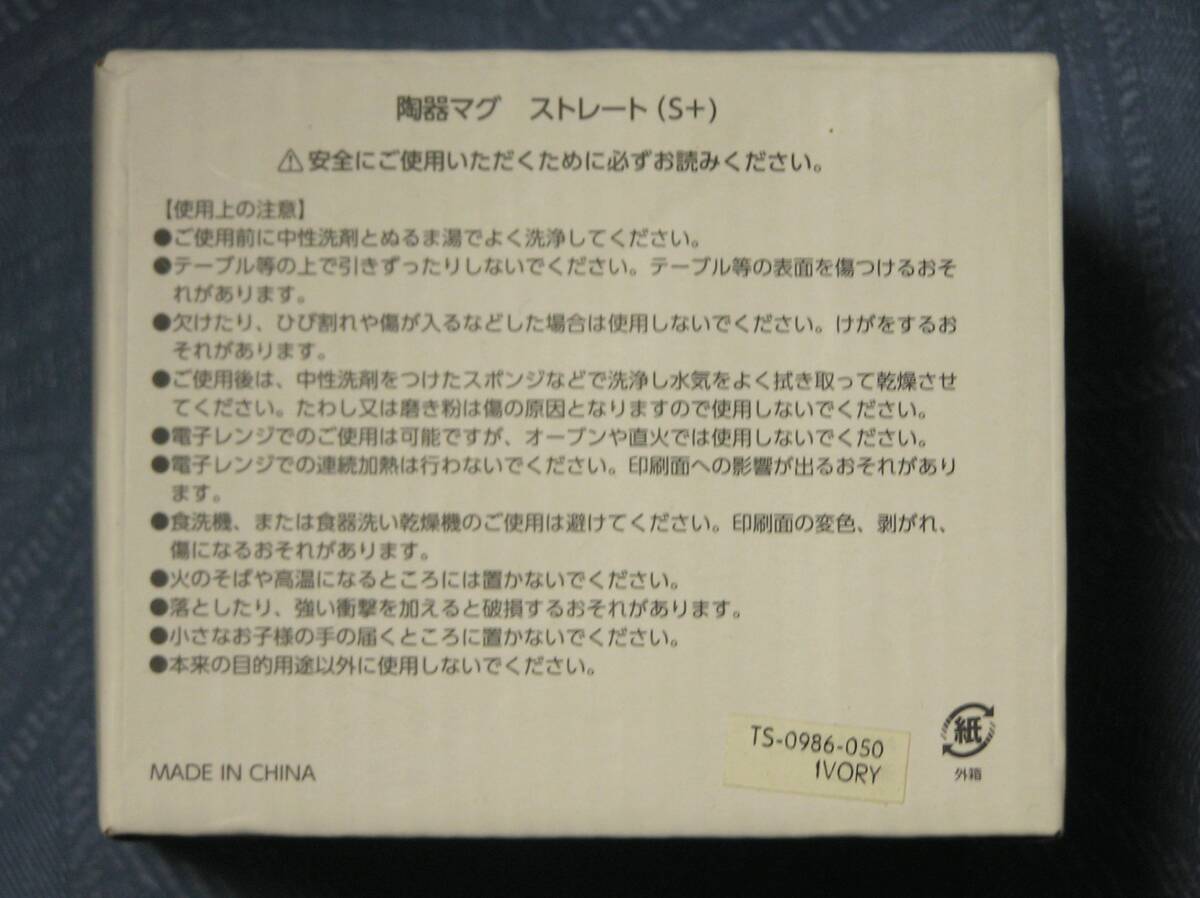 陶器マグ　ストレート(S+)
⚠安全にご使用いただくために必ずお読みください。
【使用上の注意】
●ご使用前に中性洗剤とぬるま湯でよく洗浄してください。
●テーブル等の上で引きずったりしないでください。テーブル等の表面を傷つけるおそ
れがあります。
●欠けたり、ひび割れや傷が入るなどした場合は使用しないでください。けがをするお
それがあります。
●ご使用後は、中性洗剤をつけたスポンジなどで洗浄し水気をよく拭き取って乾燥させ
てください。たわし又は磨き粉は傷の原因となりますので使用しないでください。
●電子レンジでのご使用は可能ですが、オーブンや直火では使用しないでください。
●電子レンジでの連続加熱は行わないでください。印刷面への影響が出るおそれがあり
ます。
●食洗機、または食器洗い乾燥機のご使用は避けてください。印刷面の変色、剥がれ、
傷になるおそれがあります。
●火のそばや高温になるところには置かないでください。
●落としたり、強い衝撃を加えると破損するおそれがあります。
●小さなお子様の手の届くところに置かないでください。
●本来の目的用途以外に使用しないでください。
MADE IN CHINA
TS-0986-050
IVORY
紙
外箱